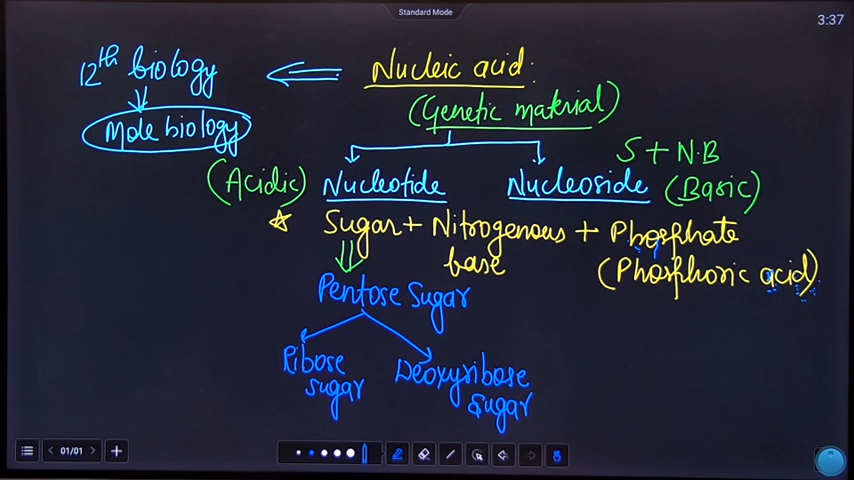 Standard Mode
3:37
12th biology ⇐ Nucleic acid:
Mole biology
(Genetic material)
S + N.B
(Acidic) Nucleotide Nucleoside (Basic)
☆ Sugar + Nitrogenous base + Phosphate
(Phosphoric acid)
Pentose Sugar
Ribose sugar
Deoxyribose sugar
01/01